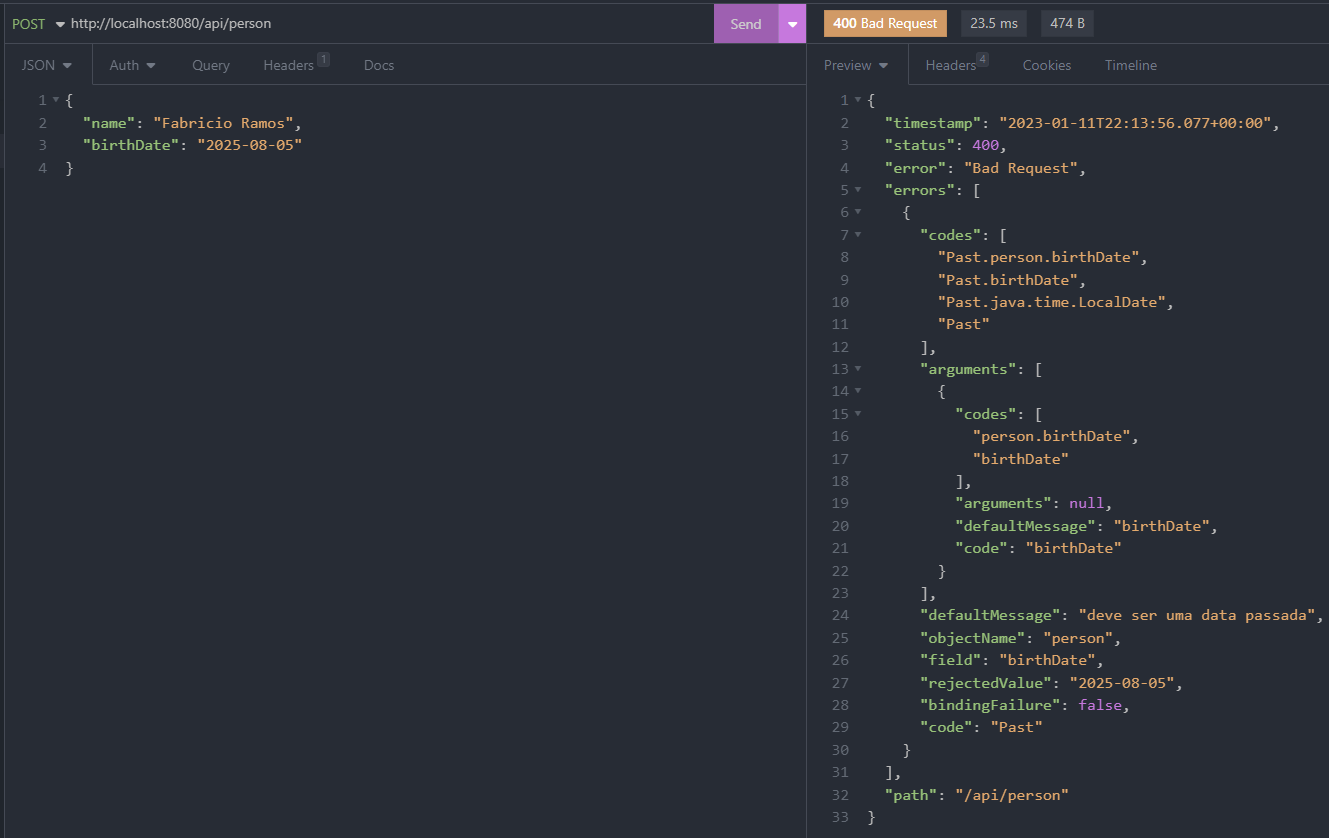 POST http://localhost:8080/api/person Send
JSON Auth Query Headers 1 Docs
1 {
2 "name": "Fabricio Ramos",
3 "birthDate": "2025-08-05"
4 }
400 Bad Request 23.5 ms 474 B
Preview Headers 4 Cookies Timeline
1 {
2 "timestamp": "2023-01-11T22:13:56.077+00:00",
3 "status": 400,
4 "error": "Bad Request",
5 "errors": [
6 {
7 "codes": [
8 "Past.person.birthDate",
9 "Past.birthDate",
10 "Past.java.time.LocalDate",
11 "Past"
12 ],
13 "arguments": [
14 {
15 "codes": [
16 "person.birthDate",
17 "birthDate"
18 ],
19 "arguments": null,
20 "defaultMessage": "birthDate",
21 "code": "birthDate"
22 }
23 ],
24 "defaultMessage": "deve ser uma data passada",
25 "objectName": "person",
26 "field": "birthDate",
27 "rejectedValue": "2025-08-05",
28 "bindingFailure": false,
29 "code": "Past"
30 }
31 ],
32 "path": "/api/person"
33 }